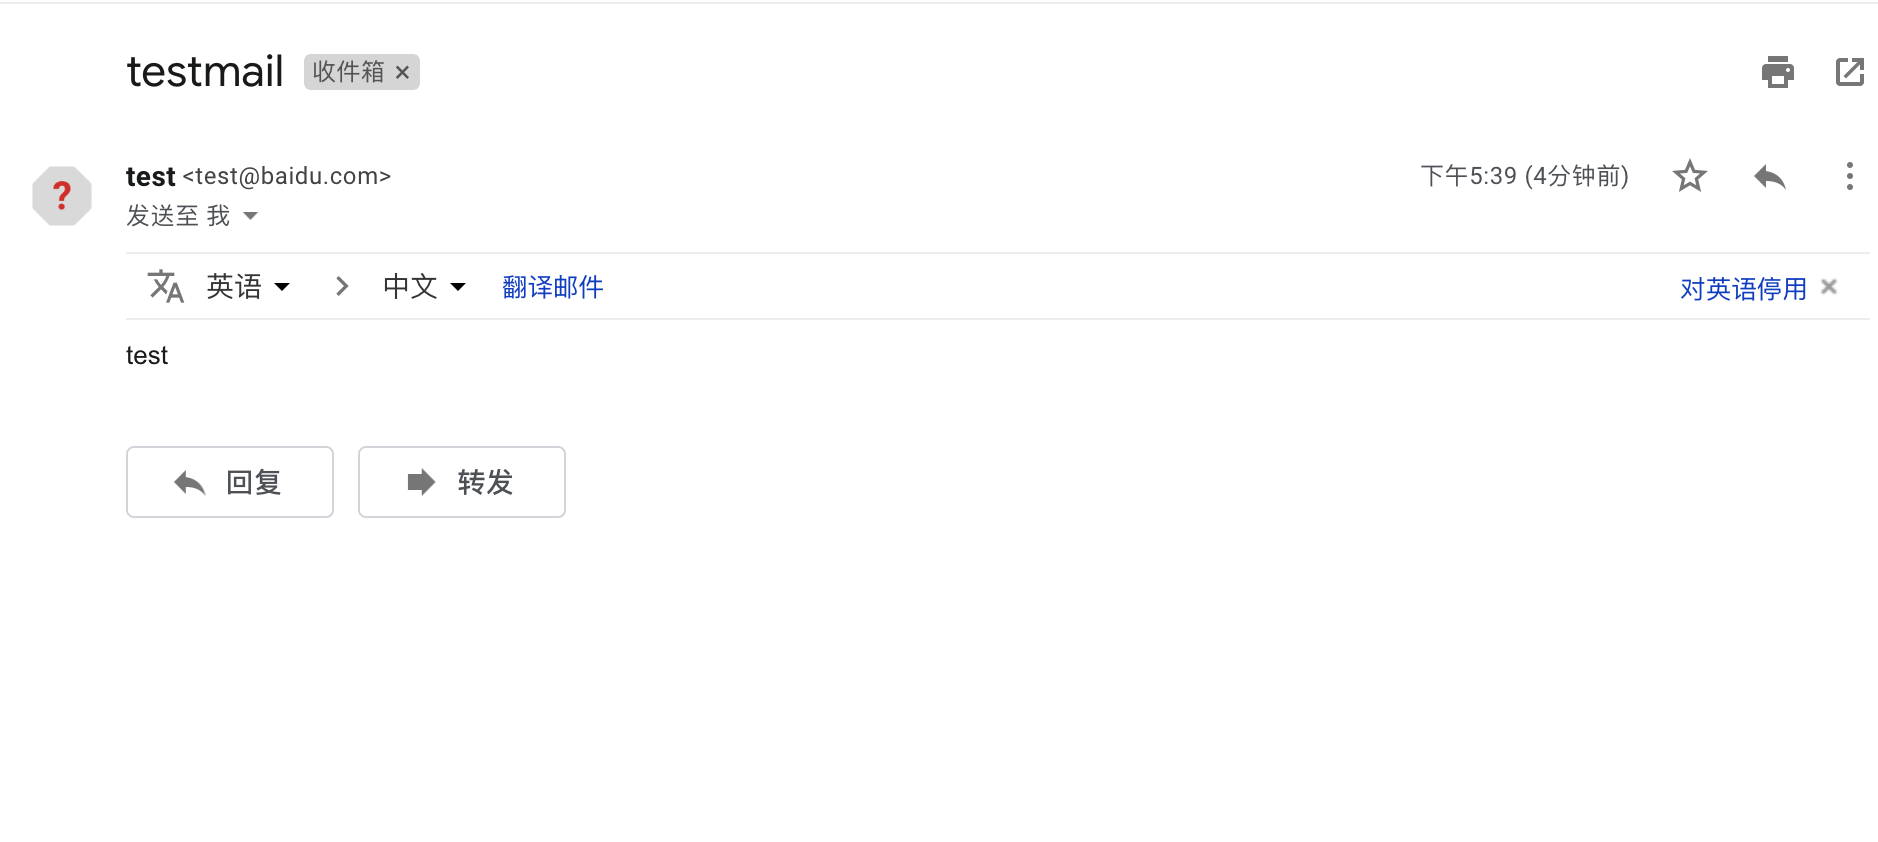 testmail 收件箱 ×
?
test <test@baidu.com> 下午5:39 (4分钟前)
发送至 我
文A 英语 > 中文 翻译邮件 对英语停用 ×
test
回复 转发